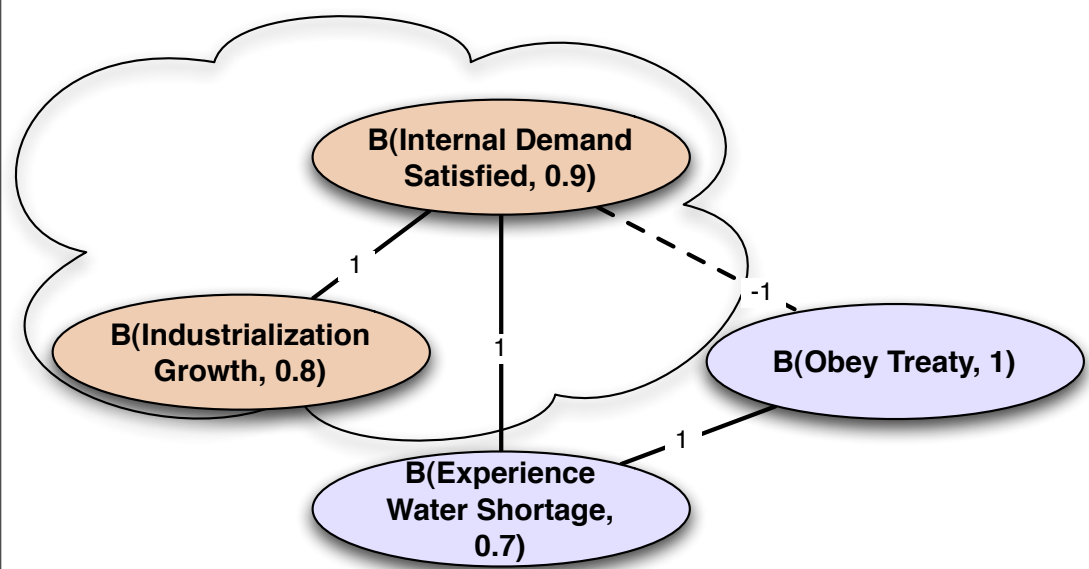 B(Internal Demand
Satisfied, 0.9)
1
-1
B(Industrialization
Growth, 0.8)
1
B(Obey Treaty, 1)
1
B(Experience
Water Shortage,
0.7)